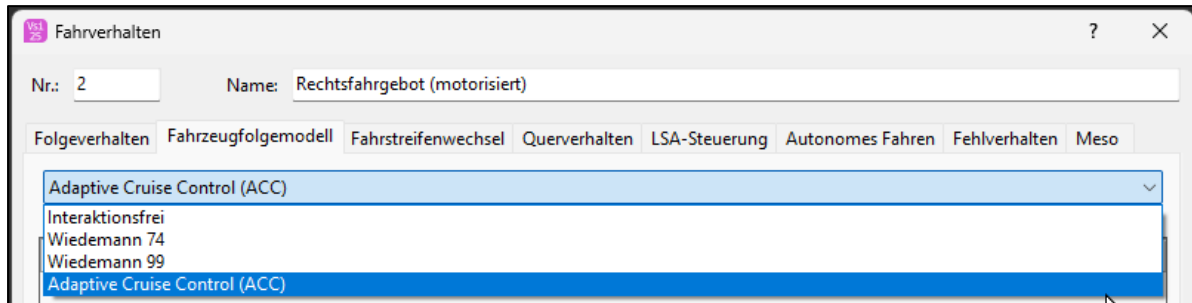 Vsi 25 Fahrverhalten ?
Nr.: 2 Name: Rechtsfahrgebot (motorisiert)
Folgeverhalten Fahrzeugfolgemodell Fahrstreifenwechsel Querverhalten LSA-Steuerung Autonomes Fahren Fehlverhalten Meso
Adaptive Cruise Control (ACC)
Interaktionsfrei
Wiedemann 74
Wiedemann 99
Adaptive Cruise Control (ACC)